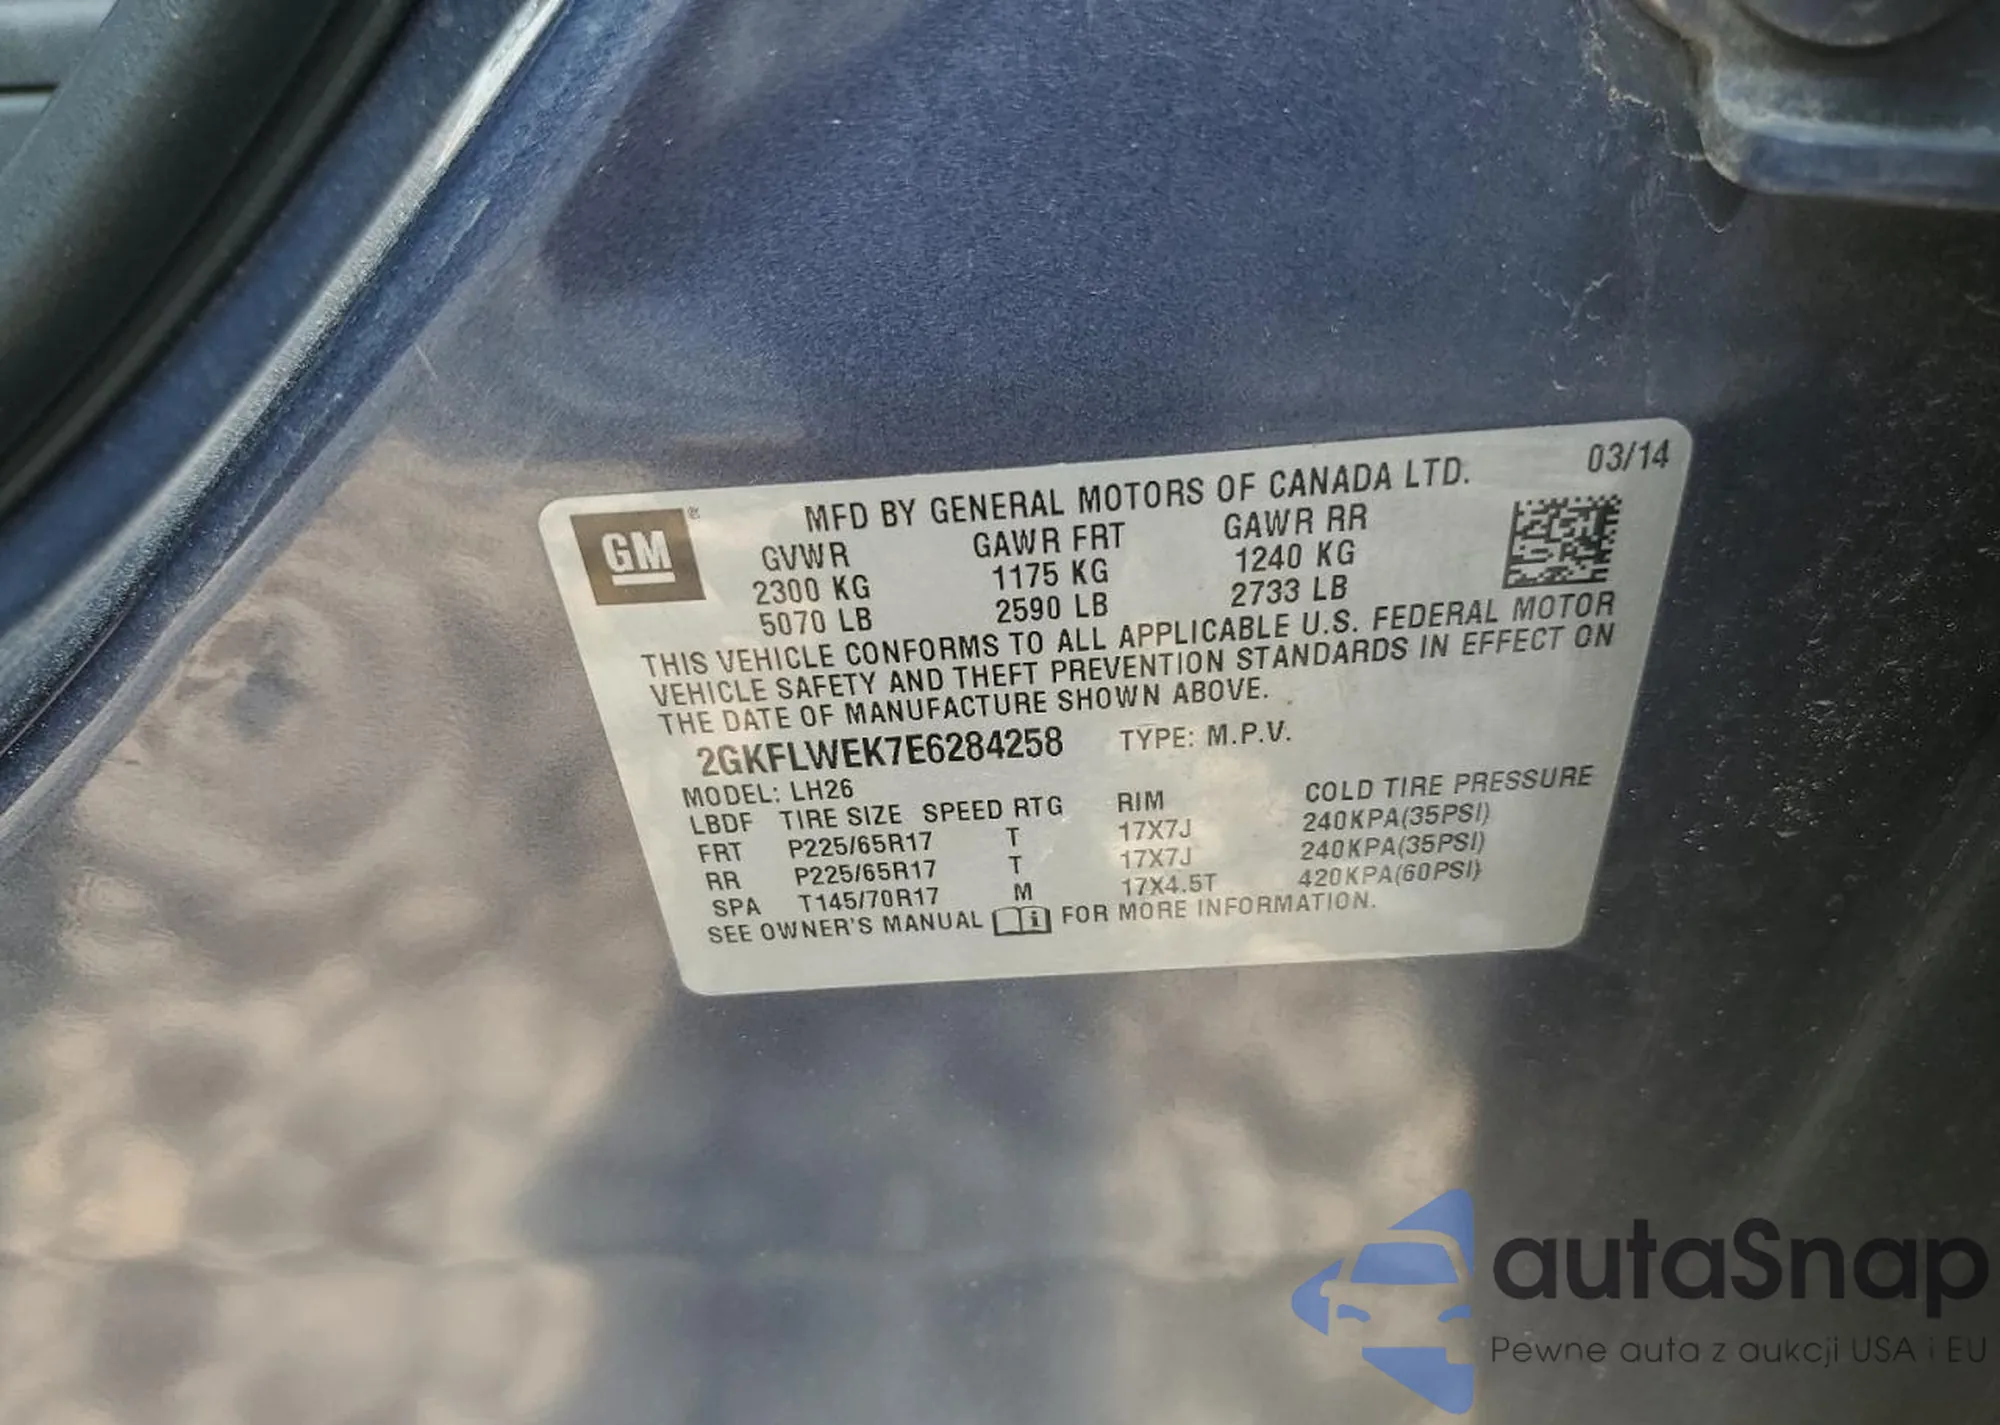 03/14
MFD BY GENERAL MOTORS OF CANADA LTD.
GM®
GVWR GAWR FRT GAWR RR
2300 KG 1175 KG 1240 KG
5070 LB 2590 LB 2733 LB
THIS VEHICLE CONFORMS TO ALL APPLICABLE U.S. FEDERAL MOTOR
VEHICLE SAFETY AND THEFT PREVENTION STANDARDS IN EFFECT ON
THE DATE OF MANUFACTURE SHOWN ABOVE.
2GKFLWEK7E6284258 TYPE: M.P.V.
MODEL: LH26
LBDF TIRE SIZE SPEED RTG RIM COLD TIRE PRESSURE
FRT P225/65R17 T 17X7J 240KPA(35PSI)
RR P225/65R17 T 17X7J 240KPA(35PSI)
SPA T145/70R17 M 17X4.5T 420KPA(60PSI)
SEE OWNER'S MANUAL i FOR MORE INFORMATION.
autaSnap
Pewne auta z aukcji USA i EU